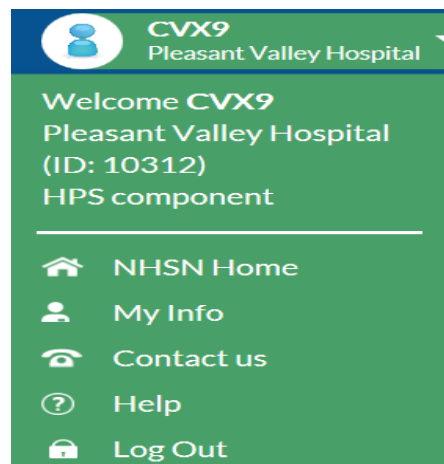 CVX9
Pleasant Valley Hospital
Welcome CVX9
Pleasant Valley Hospital
(ID: 10312)
HPS component
NHSN Home
My Info
Contact us
? Help
Log Out